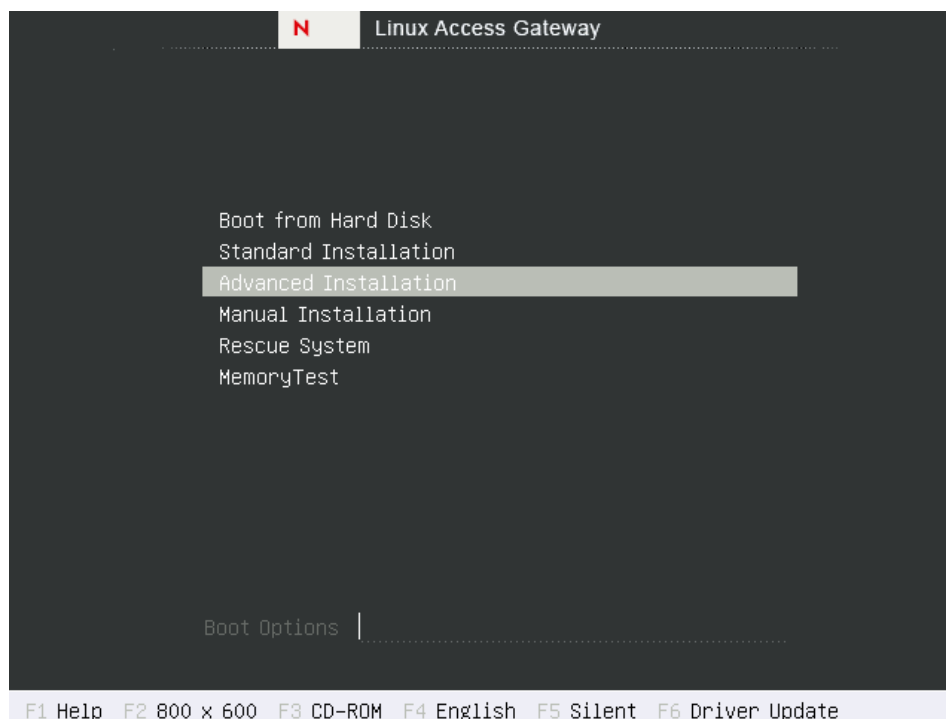 N Linux Access Gateway
Boot from Hard Disk
Standard Installation
Advanced Installation
Manual Installation
Rescue System
MemoryTest
Boot Options
F1 Help F2 800 x 600 F3 CD-ROM F4 English F5 Silent F6 Driver Update